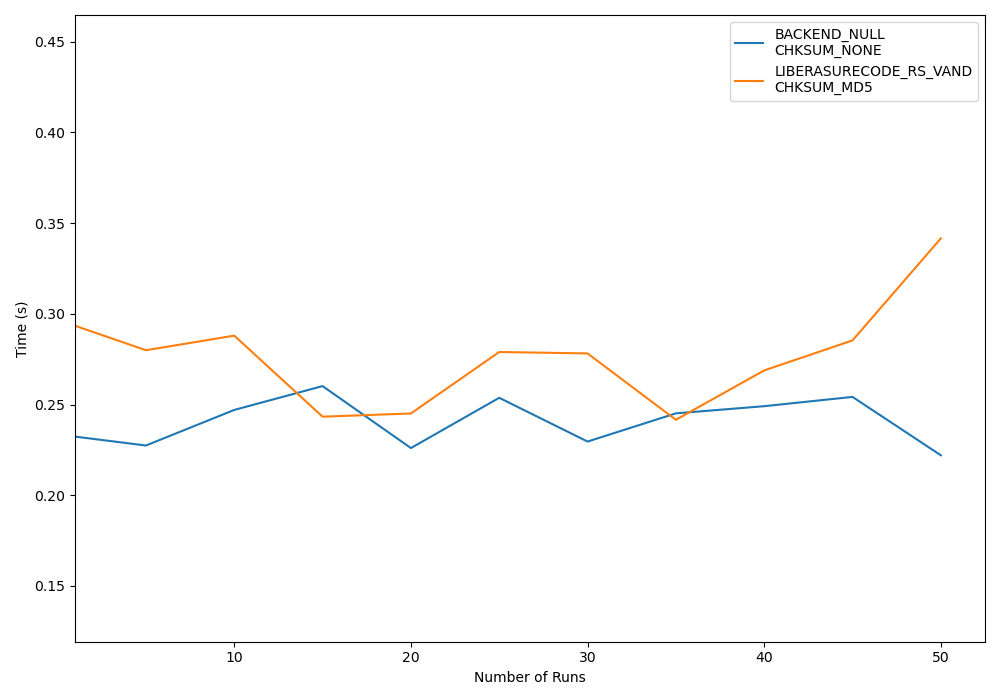 0.45
0.40
0.35
0.30
0.25
0.20
0.15
Time (s)
10
20
30
40
50
Number of Runs
BACKEND_NULL
CHKSUM_NONE
LIBERASURECODE_RS_VAND
CHKSUM_MD5